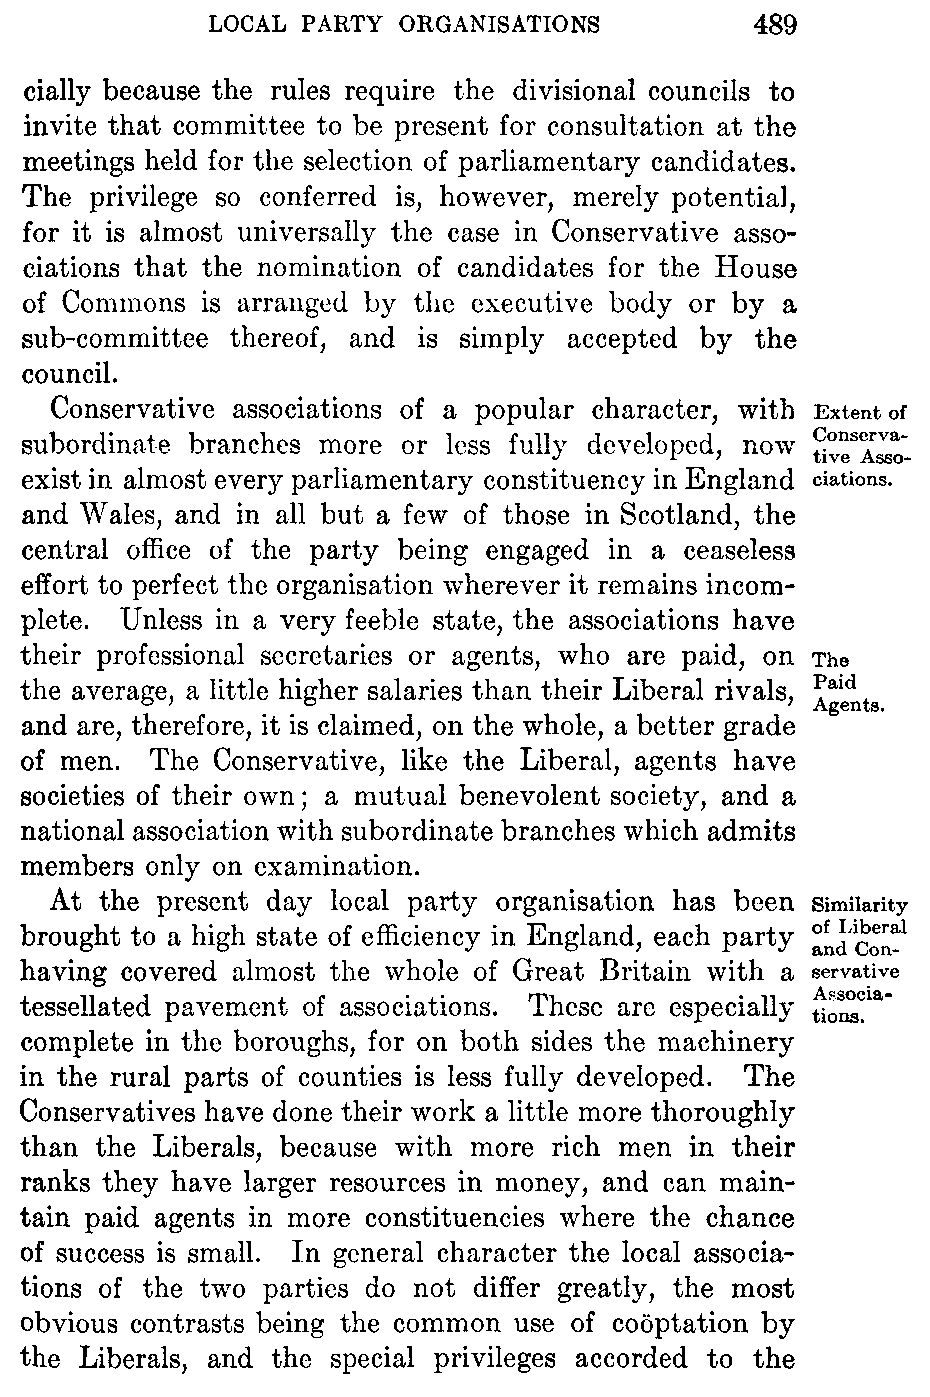 LOCAL PARTY ORGANISATIONS 489
cially because the rules require the divisional councils to
invite that committee to be present for consultation at the
meetings held for the selection of parliamentary candidates.
The privilege so conferred is, however, merely potential,
for it is almost universally the case in Conservative asso-
ciations that the nomination of candidates for the House
of Commons is arranged by the executive body or by a
sub-committee thereof, and is simply accepted by the
council.
Conservative associations of a popular character, with
subordinate branches more or less fully developed, now
exist in almost every parliamentary constituency in England
and Wales, and in all but a few of those in Scotland, the
central office of the party being engaged in a ceaseless
effort to perfect the organisation wherever it remains incom-
plete. Unless in a very feeble state, the associations have
their professional secretaries or agents, who are paid, on
the average, a little higher salaries than their Liberal rivals,
and are, therefore, it is claimed, on the whole, a better grade
of men. The Conservative, like the Liberal, agents have
societies of their own; a mutual benevolent society, and a
national association with subordinate branches which admits
members only on examination.
At the present day local party organisation has been
brought to a high state of efficiency in England, each party
having covered almost the whole of Great Britain with a
tessellated pavement of associations. These are especially
complete in the boroughs, for on both sides the machinery
in the rural parts of counties is less fully developed. The
Conservatives have done their work a little more thoroughly
than the Liberals, because with more rich men in their
ranks they have larger resources in money, and can main-
tain paid agents in more constituencies where the chance
of success is small. In general character the local associa-
tions of the two parties do not differ greatly, the most
obvious contrasts being the common use of coöptation by
the Liberals, and the special privileges accorded to the
Extent of
Conserva-
tive Asso-
ciations.
The
Paid
Agents.
Similarity
of Liberal
and Con-
servative
Associa-
tions.